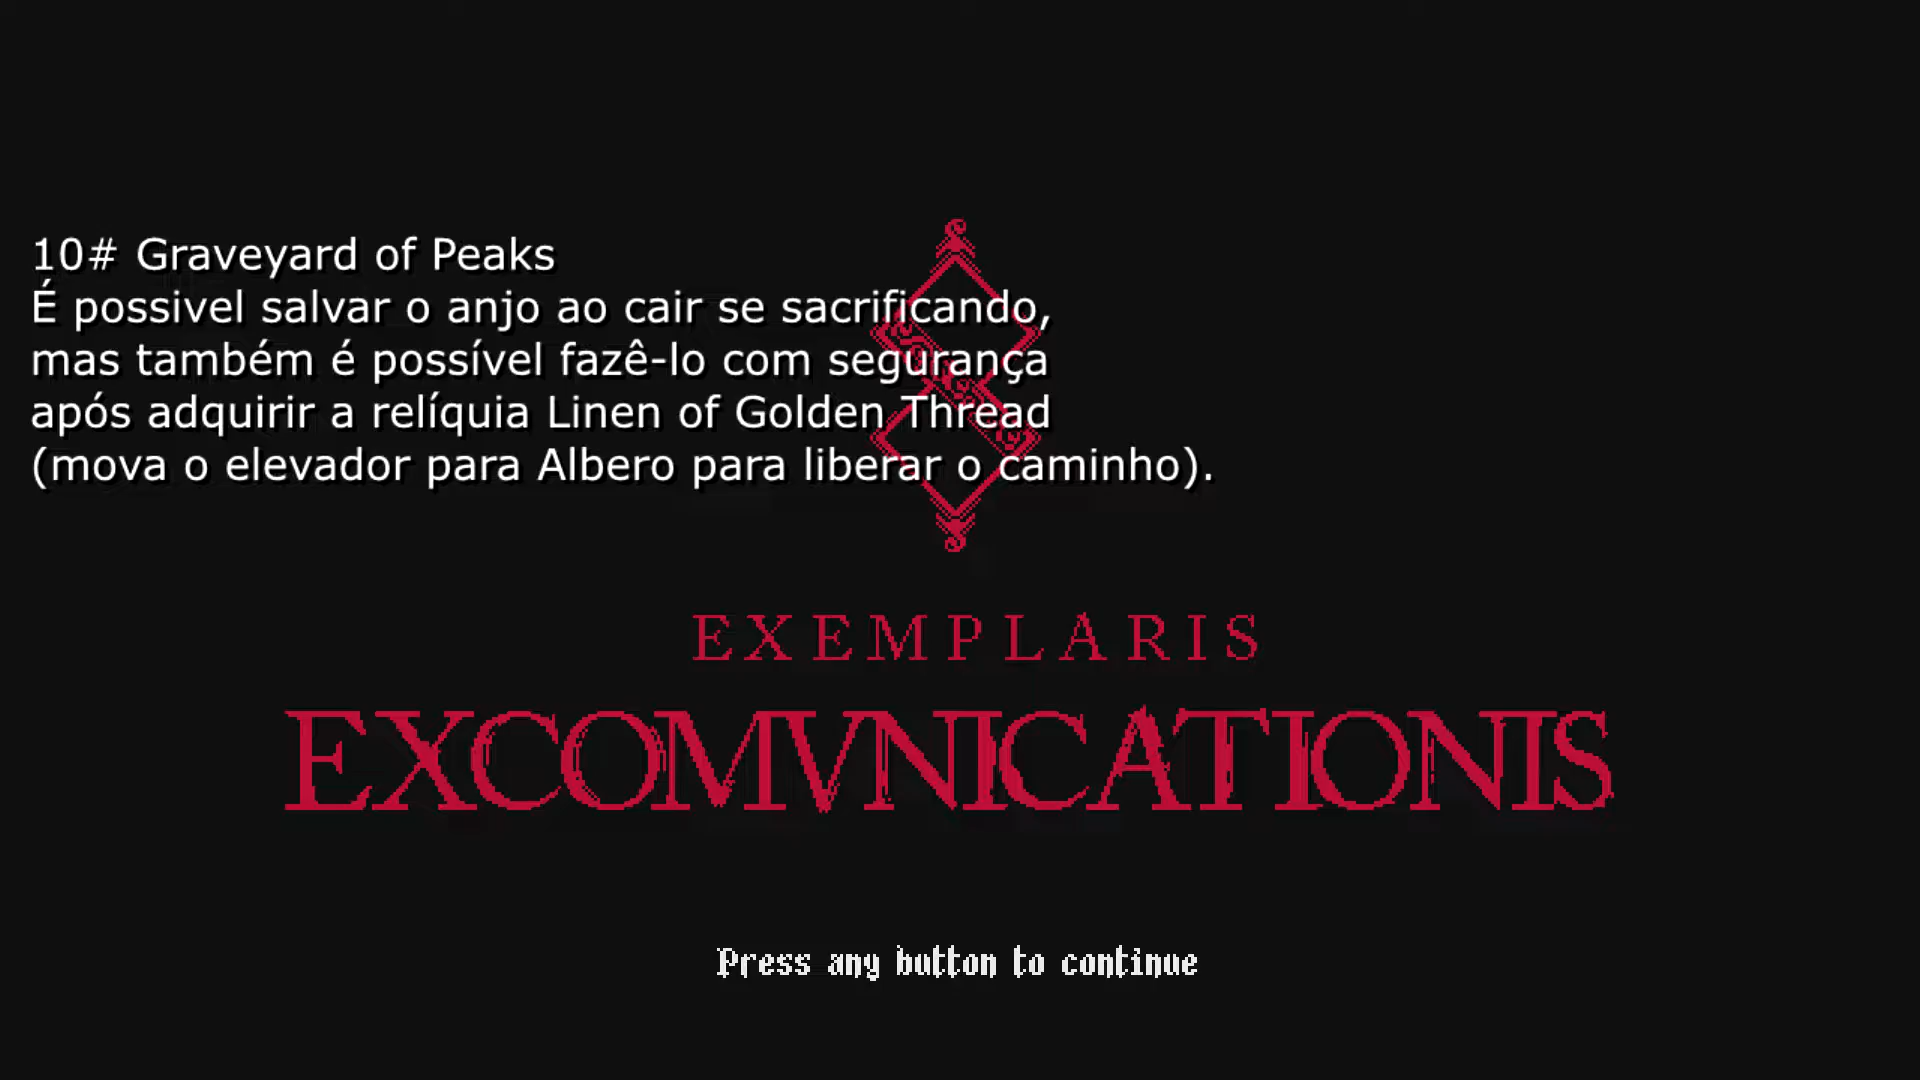 10# Graveyard of Peaks
É possivel salvar o anjo ao cair se sacrificando,
mas também é possível fazê-lo com segurança
após adquirir a relíquia Linen of Golden Thread
(mova o elevador para Albero para liberar o caminho).
EXEMPLARIS
EXCOMVNICATIONIS
Press any button to continue